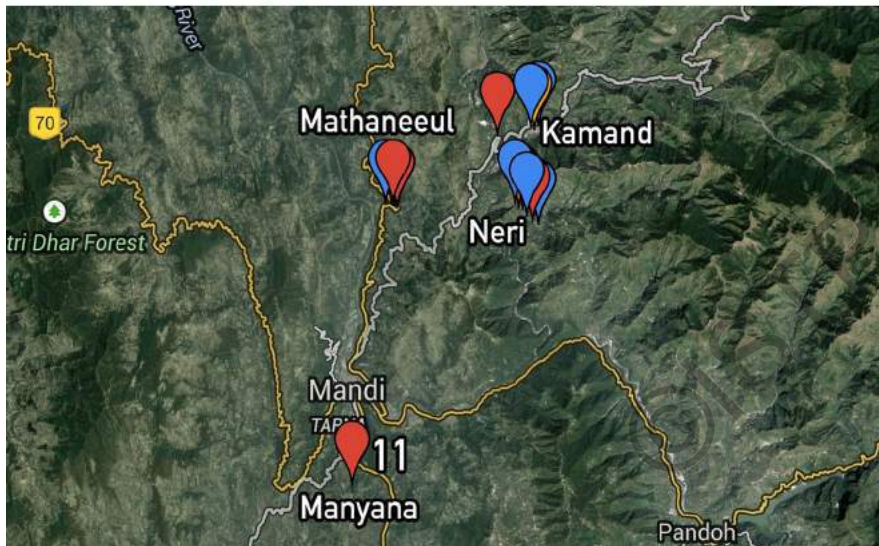 River
70
Mathaneeul
Kamand
tri Dhar Forest
Neri
Mandi
11
Manyana
Pandoh